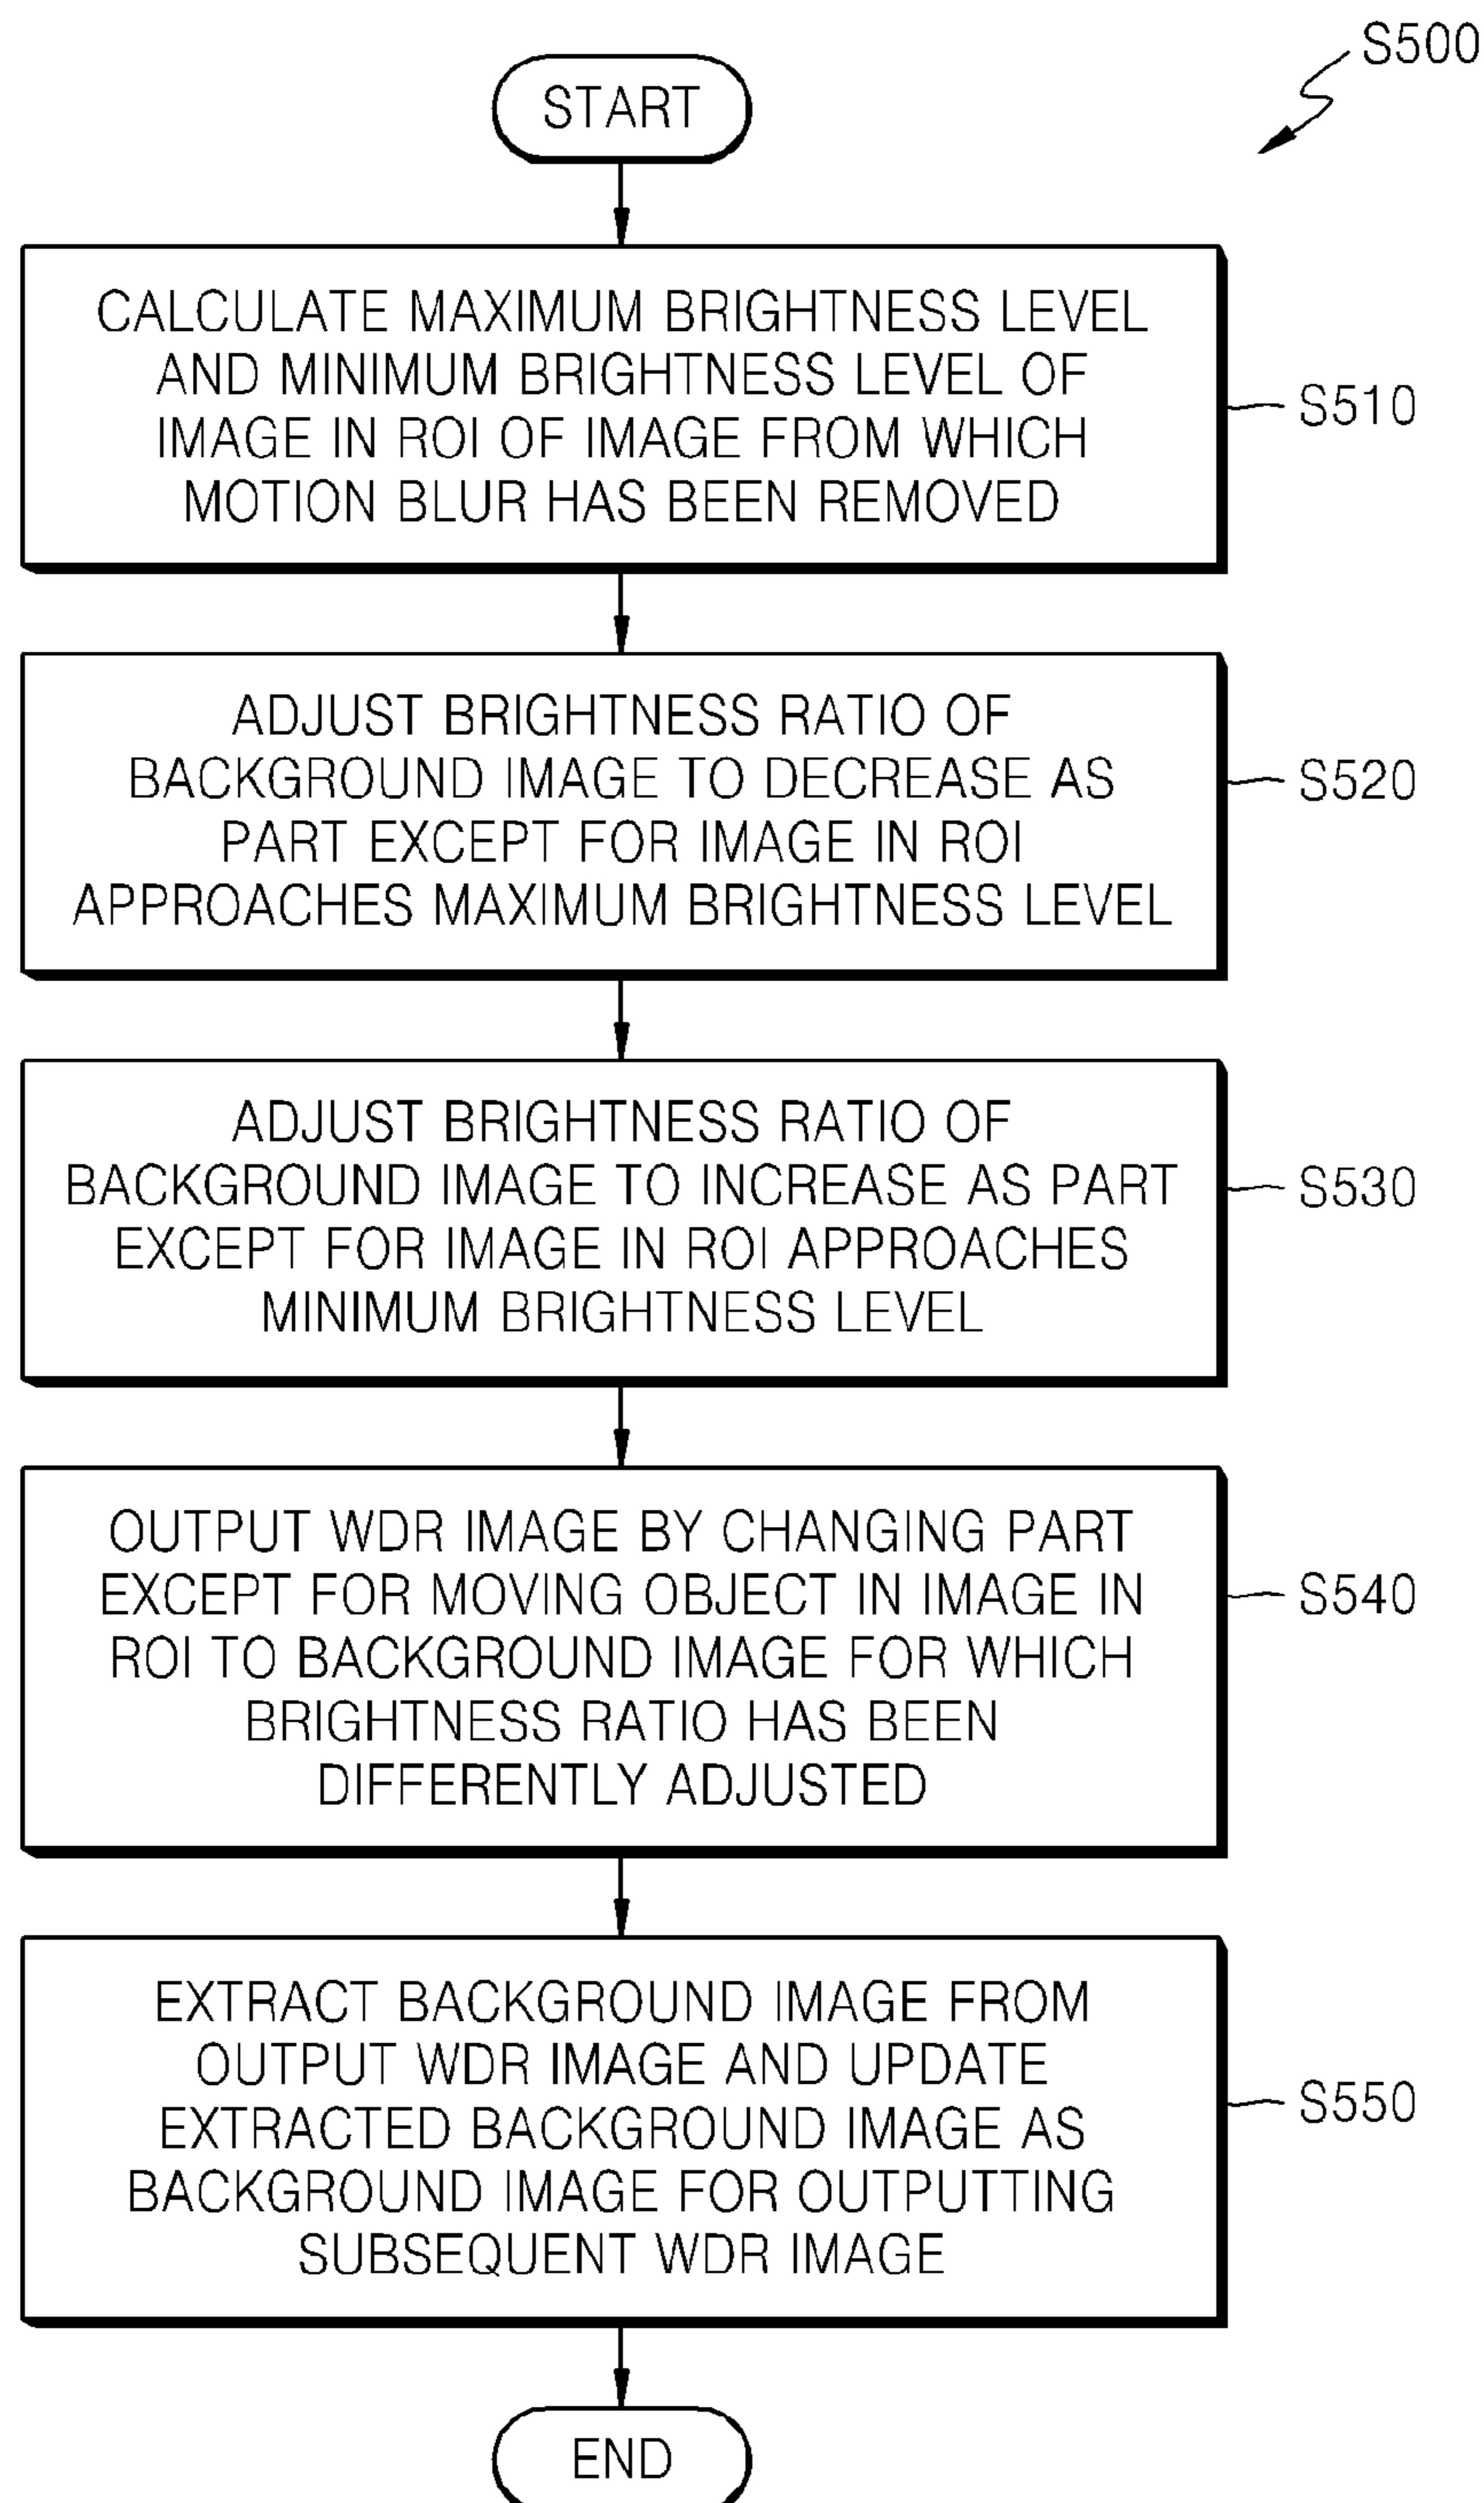 S500
START
CALCULATE MAXIMUM BRIGHTNESS LEVEL
AND MINIMUM BRIGHTNESS LEVEL OF
IMAGE IN ROI OF IMAGE FROM WHICH
MOTION BLUR HAS BEEN REMOVED
S510
ADJUST BRIGHTNESS RATIO OF
BACKGROUND IMAGE TO DECREASE AS
PART EXCEPT FOR IMAGE IN ROI
APPROACHES MAXIMUM BRIGHTNESS LEVEL
S520
ADJUST BRIGHTNESS RATIO OF
BACKGROUND IMAGE TO INCREASE AS PART
EXCEPT FOR IMAGE IN ROI APPROACHES
MINIMUM BRIGHTNESS LEVEL
S530
OUTPUT WDR IMAGE BY CHANGING PART
EXCEPT FOR MOVING OBJECT IN IMAGE IN
ROI TO BACKGROUND IMAGE FOR WHICH
BRIGHTNESS RATIO HAS BEEN
DIFFERENTLY ADJUSTED
S540
EXTRACT BACKGROUND IMAGE FROM
OUTPUT WDR IMAGE AND UPDATE
EXTRACTED BACKGROUND IMAGE AS
BACKGROUND IMAGE FOR OUTPUTTING
SUBSEQUENT WDR IMAGE
S550
END